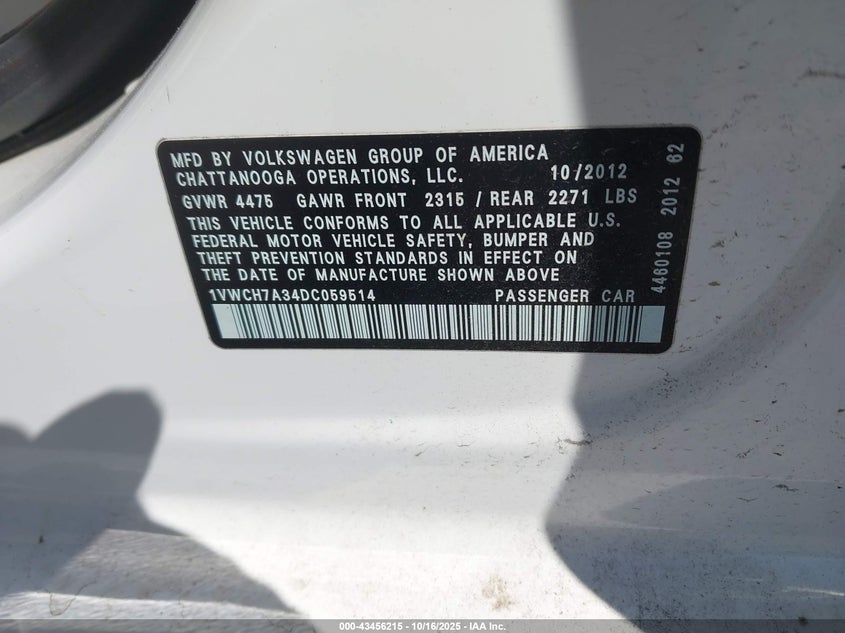 MFD BY VOLKSWAGEN GROUP OF AMERICA
CHATTANOOGA OPERATIONS, LLC. 10/2012
GVWR 4475 GAWR FRONT 2315 / REAR 2271 LBS
THIS VEHICLE CONFORMS TO ALL APPLICABLE U.S.
FEDERAL MOTOR VEHICLE SAFETY, BUMPER AND
THEFT PREVENTION STANDARDS IN EFFECT ON
THE DATE OF MANUFACTURE SHOWN ABOVE
1VWCH7A34DC059514 PASSENGER CAR
4460108 2012 62
000-43456215 - 10/16/2025 - IAA Inc.